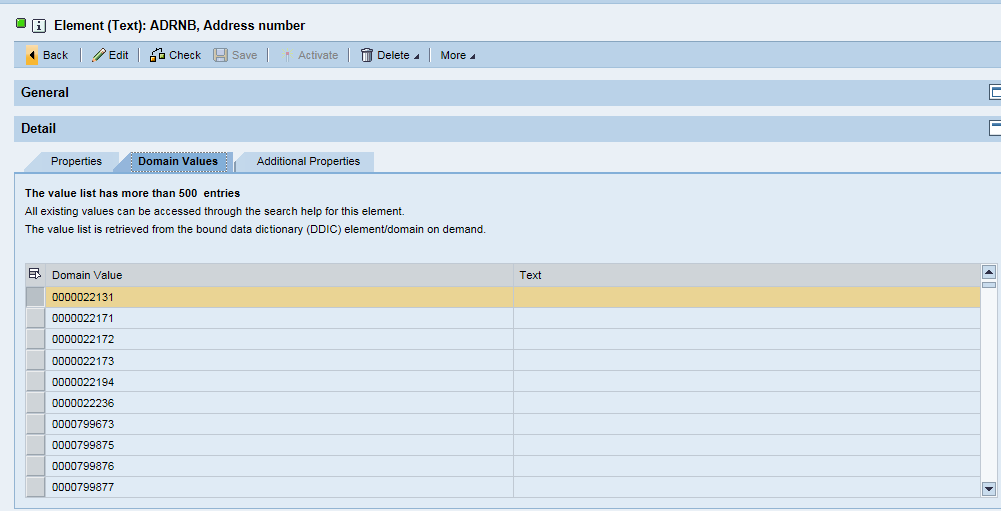 Element (Text): ADRNB, Address number
Back Edit Check Save Activate Delete More
General
Detail
Properties Domain Values Additional Properties
The value list has more than 500 entries
All existing values can be accessed through the search help for this element.
The value list is retrieved from the bound data dictionary (DDIC) element/domain on demand.
Domain Value Text
0000022131
0000022171
0000022172
0000022173
0000022194
0000022236
0000799673
0000799875
0000799876
0000799877